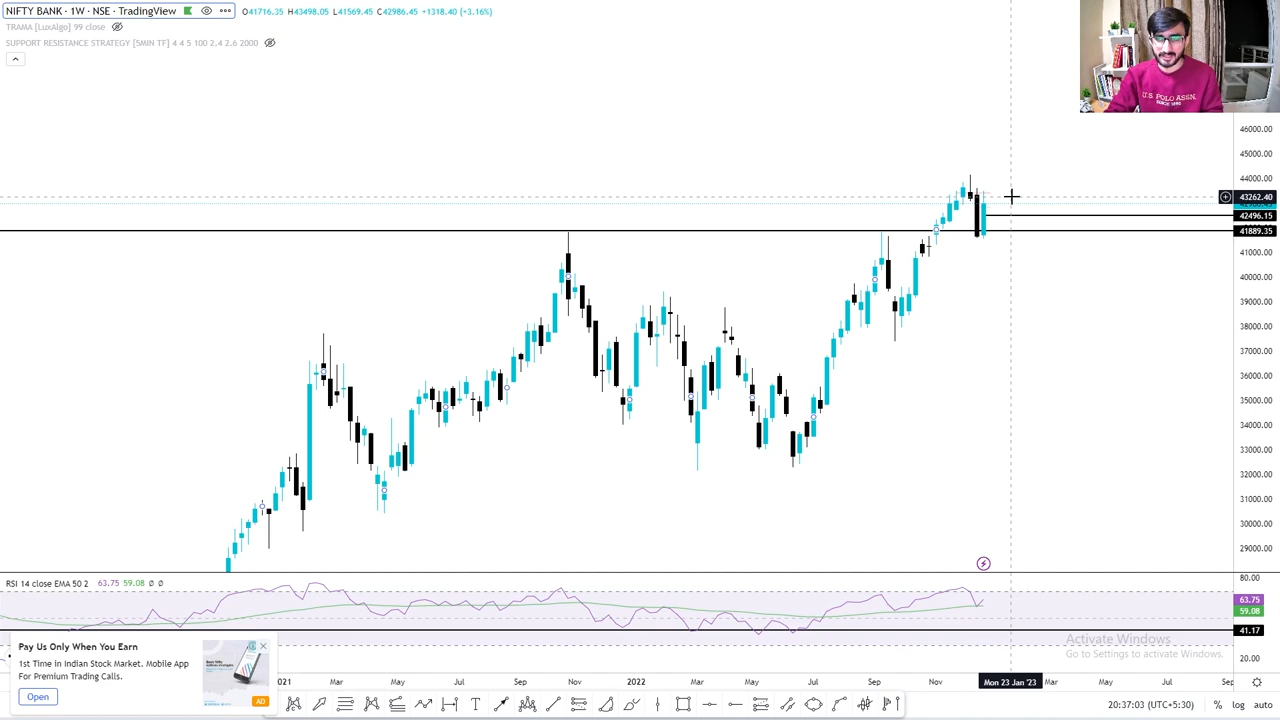 NIFTY BANK · 1W · NSE · TradingView O41716.35 H43498.05 L41569.45 C42986.45 +1318.40 (+3.16%)
TRAMA [LuxAlgo] 99 close
SUPPORT RESISTANCE STRATEGY [5MIN TF] 4 4 5 100 2.4 2.6 2000
U.S. POLO ASSN.
SINCE 1890
46000.00
45000.00
44000.00
43262.40
42496.15
41889.35
41000.00
40000.00
39000.00
38000.00
37000.00
36000.00
35000.00
34000.00
33000.00
32000.00
31000.00
30000.00
29000.00
RSI 14 close EMA 50 2 63.75 59.08 ∅ ∅
80.00
63.75
59.08
41.17
20.00
Activate Windows
Go to Settings to activate Windows.
Pay Us Only When You Earn
1st Time in Indian Stock Market. Mobile App
For Premium Trading Calls.
Open
AD
2021 Mar May Jul Sep Nov 2022 Mar May Jul Sep Nov Mon 23 Jan '23 Mar May Jul Sep
20:37:03 (UTC+5:30) % log auto